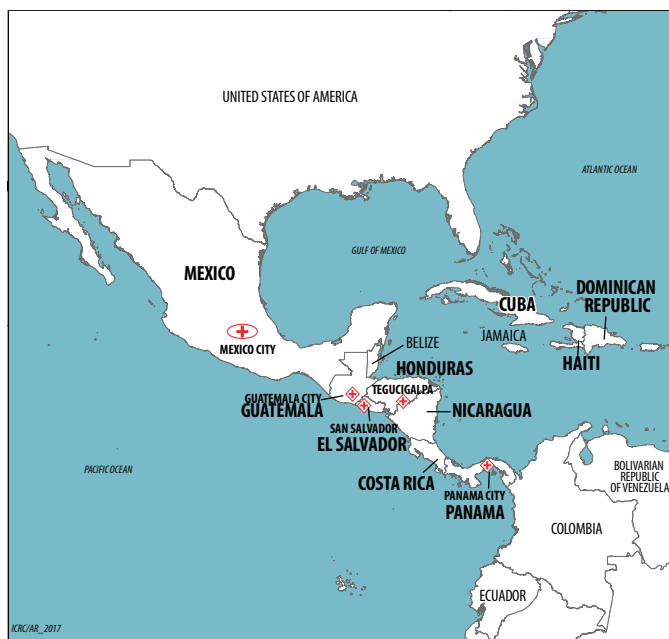 UNITED STATES OF AMERICA
ATLANTIC OCEAN
GULF OF MEXICO
MEXICO
DOMINICAN
REPUBLIC
CUBA
MEXICO CITY
BELIZE
JAMAICA
HAITI
HONDURAS
TEGUCIGALPA
GUATEMALA CITY
GUATEMALA
NICARAGUA
SAN SALVADOR
EL SALVADOR
PACIFIC OCEAN
COSTA RICA
PANAMA CITY
PANAMA
BOLIVARIAN
REPUBLIC
OF VENEZUELA
COLOMBIA
ECUADOR
ICRC/AR_2017